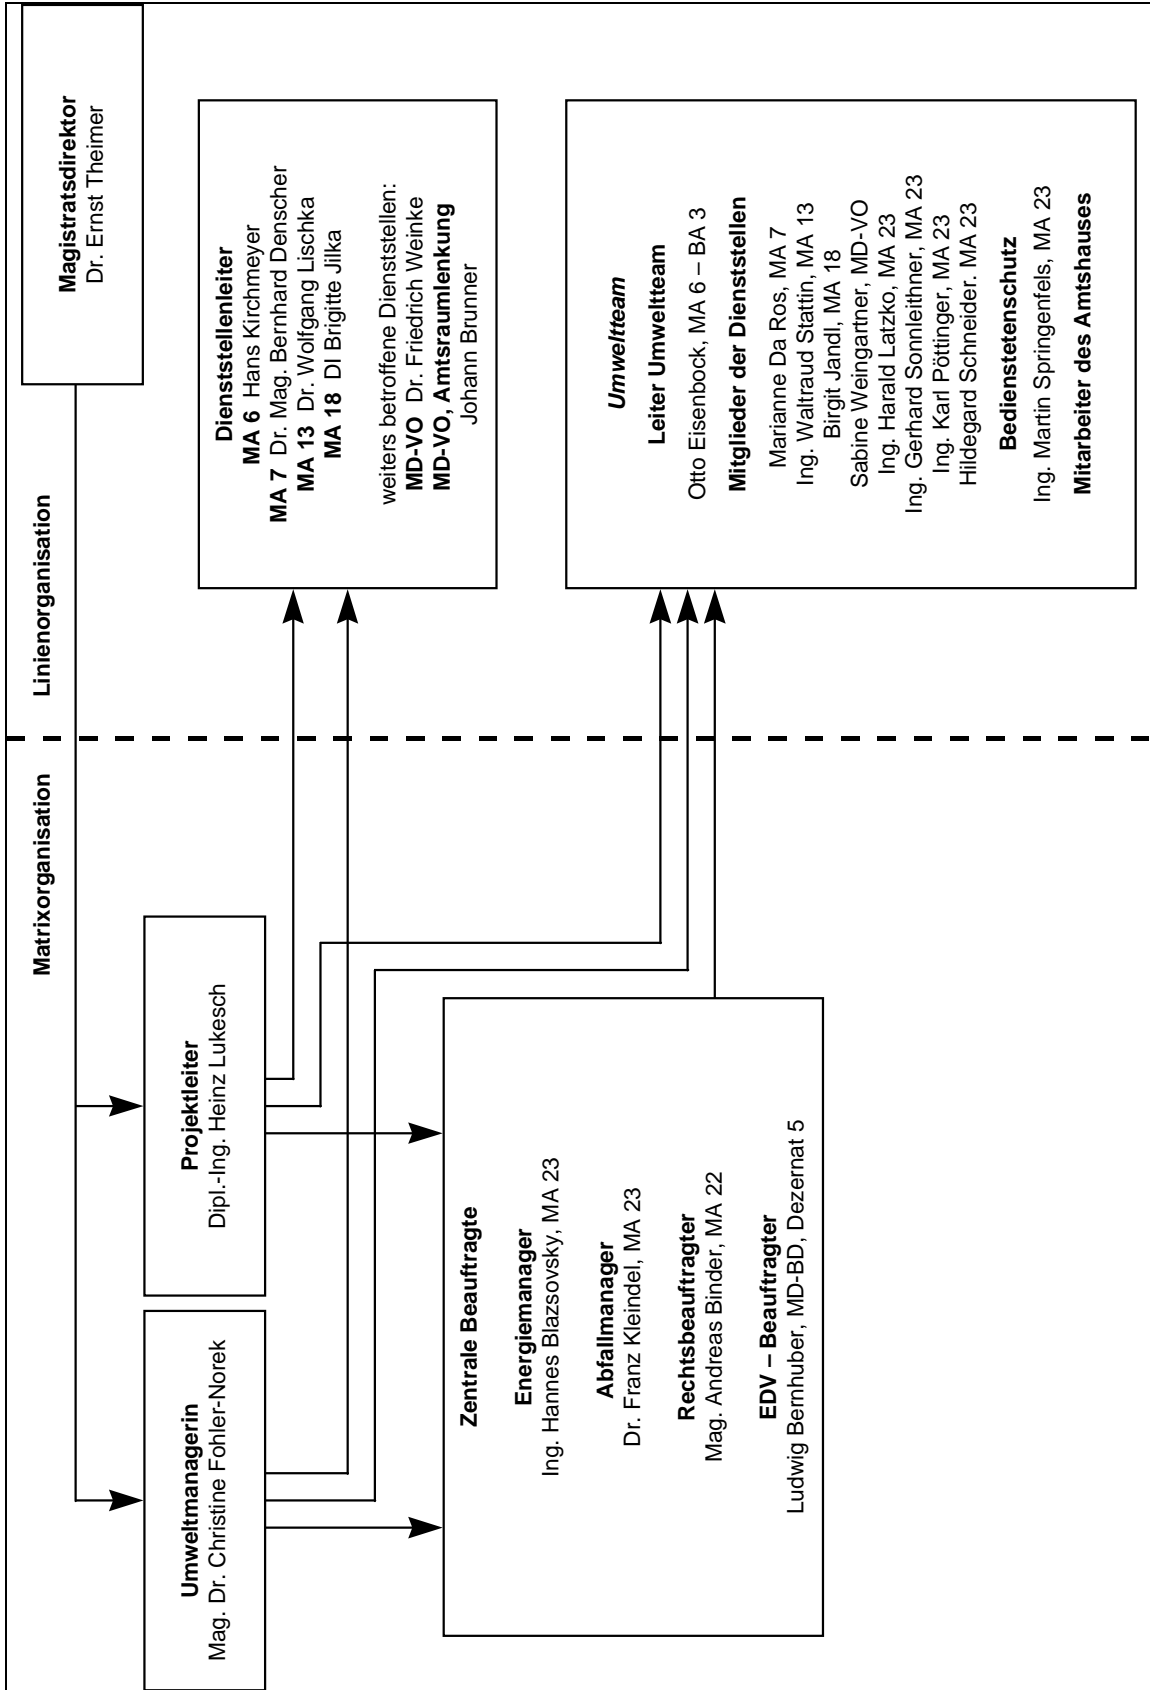 Matrixorganisation
Linienorganisation
Magistratsdirektor
Dr. Ernst Theimer
Umweltmanagerin
Mag. Dr. Christine Fohler-Norek
Projektleiter
Dipl.-Ing. Heinz Lukesch
Dienststellenleiter
MA 6 Hans Kirchmeyer
MA 7 Dr. Mag. Bernhard Denscher
MA 13 Dr. Wolfgang Lischka
MA 18 DI Brigitte Jilka
weiters betroffene Dienststellen:
MD-VO Dr. Friedrich Weinke
MD-VO, Amtsraumlenkung
Johann Brunner
Zentrale Beauftragte
Energiemanager
Ing. Hannes Blazsovsky, MA 23
Abfallmanager
Dr. Franz Kleindel, MA 23
Rechtsbeauftragter
Mag. Andreas Binder, MA 22
EDV – Beauftragter
Ludwig Bernhuber, MD-BD, Dezernat 5
Umweltteam
Leiter Umweltteam
Otto Eisenbock, MA 6 – BA 3
Mitglieder der Dienststellen
Marianne Da Ros, MA 7
Ing. Waltraud Stattin, MA 13
Birgit Jandl, MA 18
Sabine Weingartner, MD-VO
Ing. Harald Latzko, MA 23
Ing. Gerhard Sonnleithner, MA 23
Ing. Karl Pöttinger, MA 23
Hildegard Schneider. MA 23
Bedienstetenschutz
Ing. Martin Springenfels, MA 23
Mitarbeiter des Amtshauses